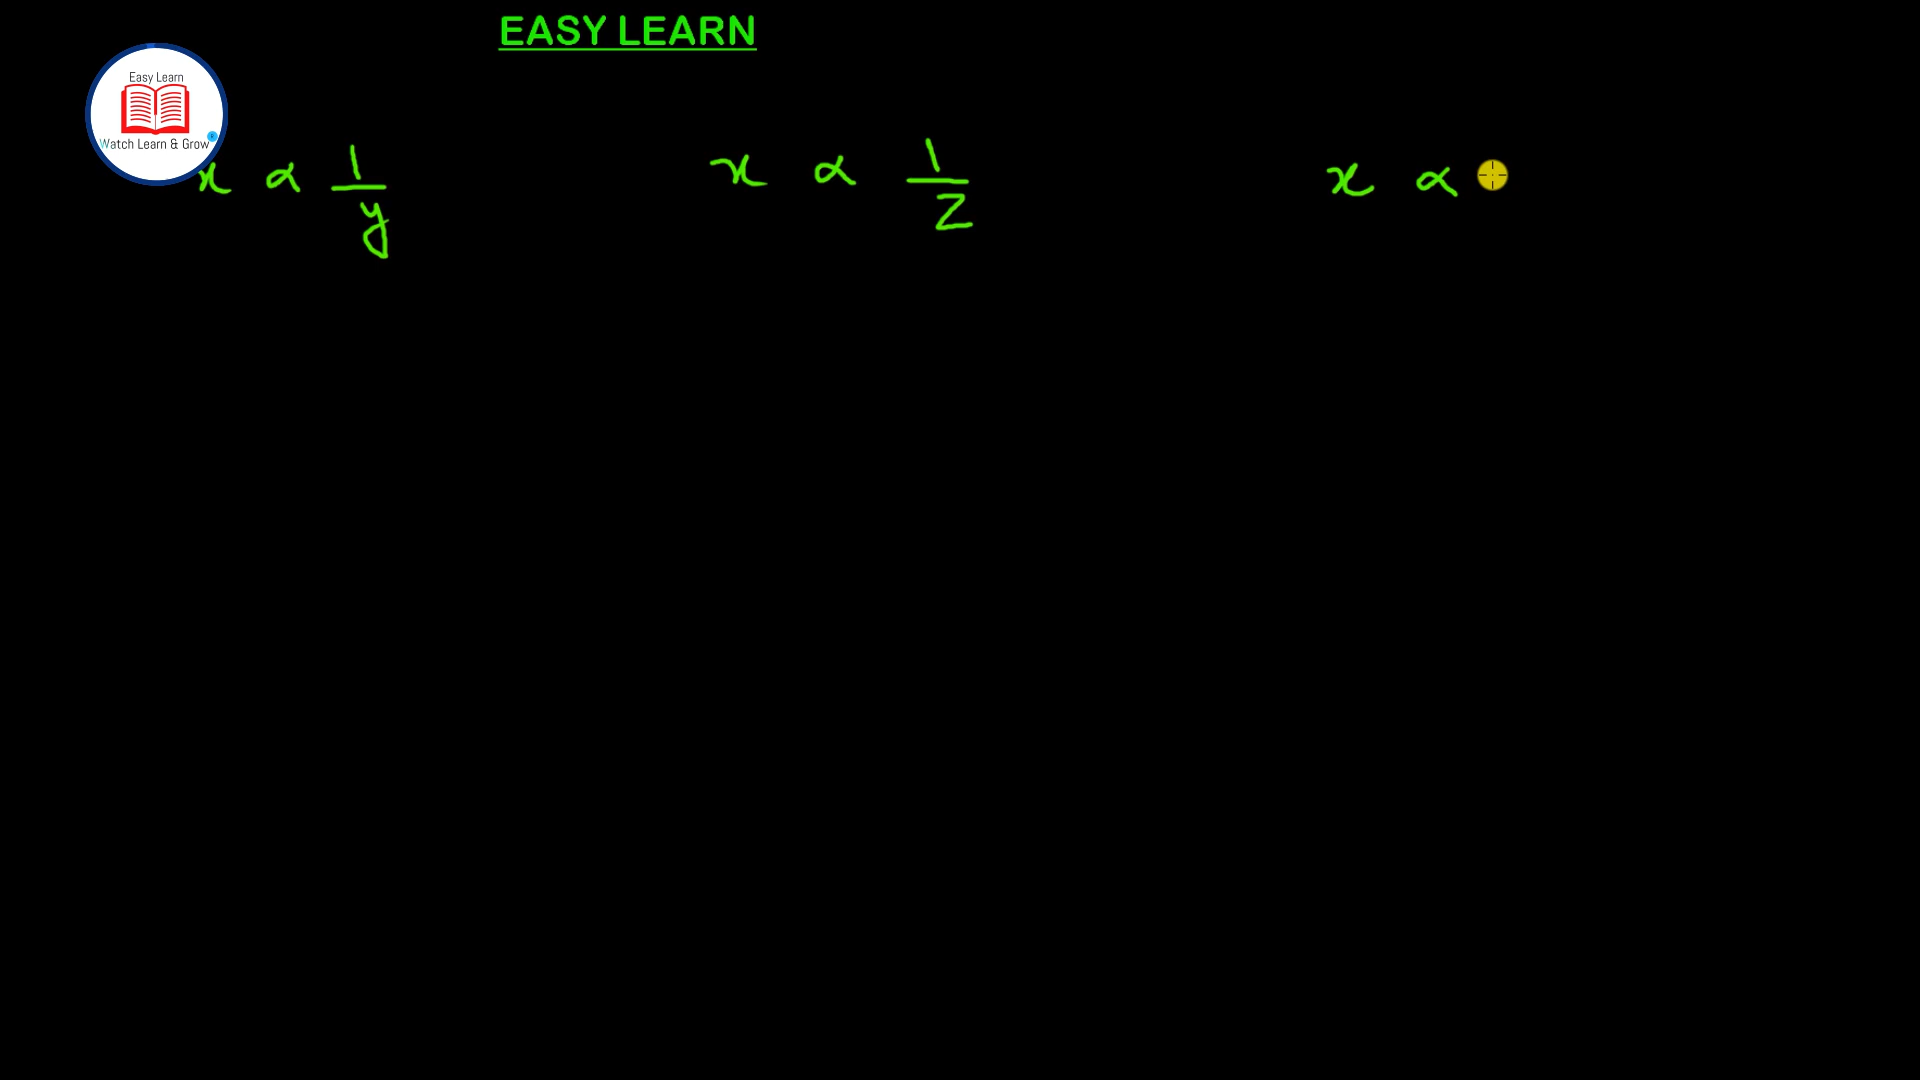 EASY LEARN
Easy Learn
Watch Learn & Grow
x ∝ 1/y
x ∝ 1/z
x ∝